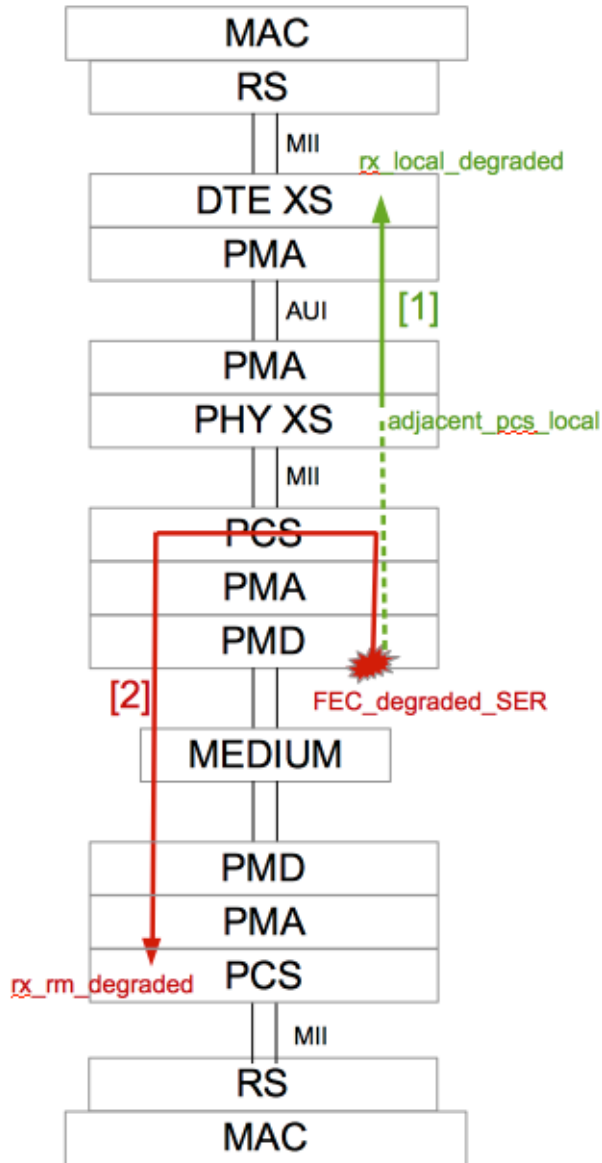 MAC
RS
MII
rx_local_degraded
DTE XS
PMA
AUI
[1]
PMA
PHY XS
adjacent_pcs_local
MII
PCS
PMA
PMD
[2]
FEC_degraded_SER
MEDIUM
PMD
PMA
PCS
rx_rm_degraded
MII
RS
MAC